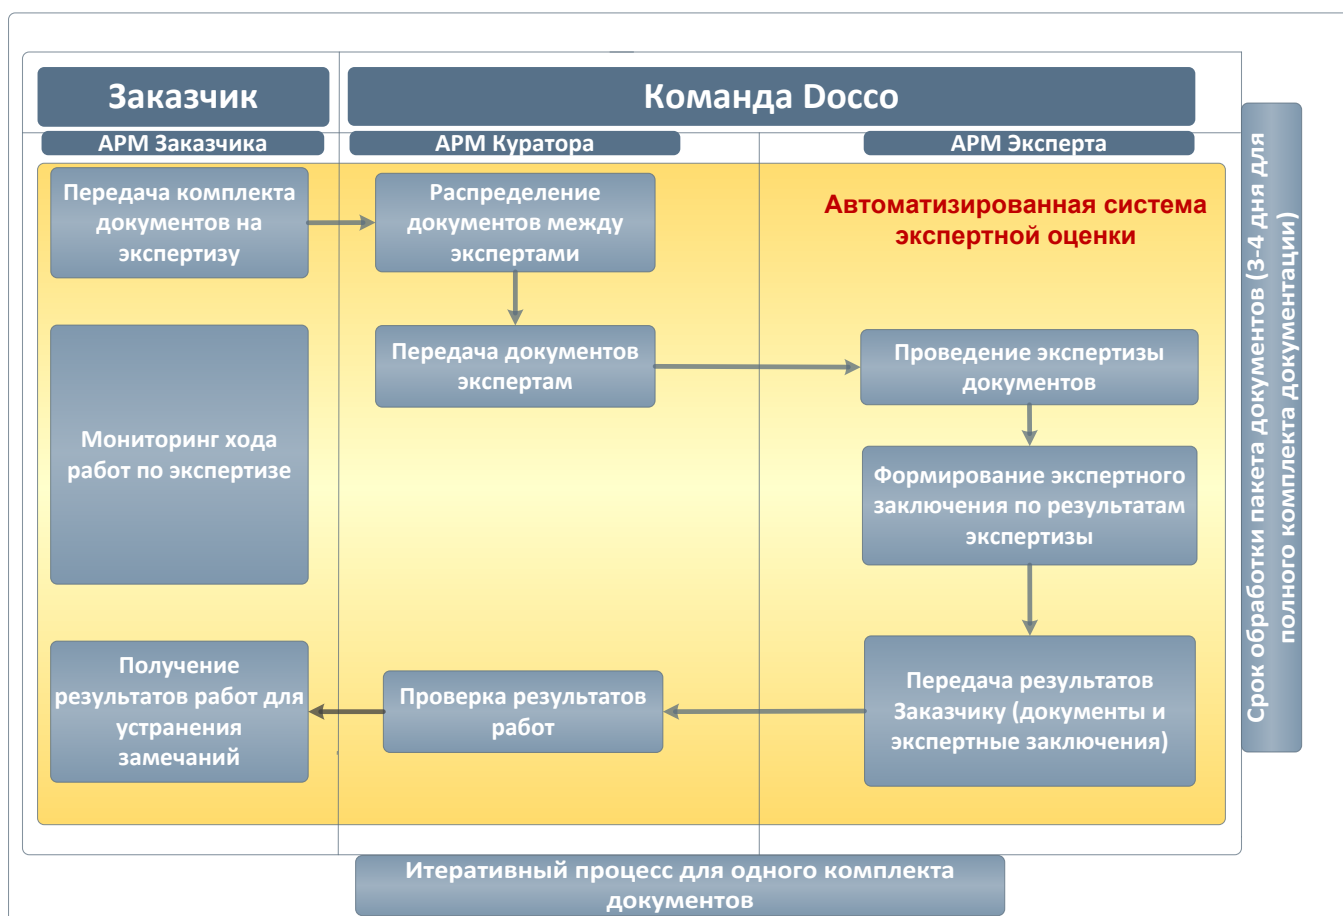 Заказчик
Команда Docco
АРМ Заказчика
АРМ Куратора
АРМ Эксперта
Передача комплекта
документов на
экспертизу
Распределение
документов между
экспертами
Автоматизированная система
экспертной оценки
Мониторинг хода
работ по экспертизе
Передача документов
экспертам
Проведение экспертизы
документов
Формирование экспертного
заключения по результатам
экспертизы
Получение
результатов работ для
устранения
замечаний
Проверка результатов
работ
Передача результатов
Заказчику (документы и
экспертные заключения)
Срок обработки пакета документов (3-4 дня для
полного комплекта документации)
Итеративный процесс для одного комплекта
документов